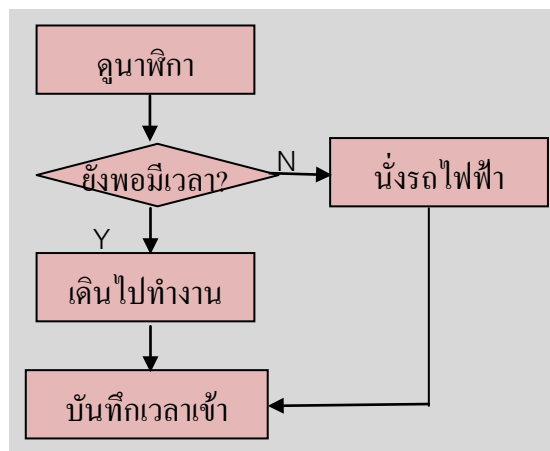 ดูนาฬิกา
ยังพอมีเวลา?
N
นั่งรถไฟฟ้า
Y
เดินไปทำงาน
บันทึกเวลาเข้า